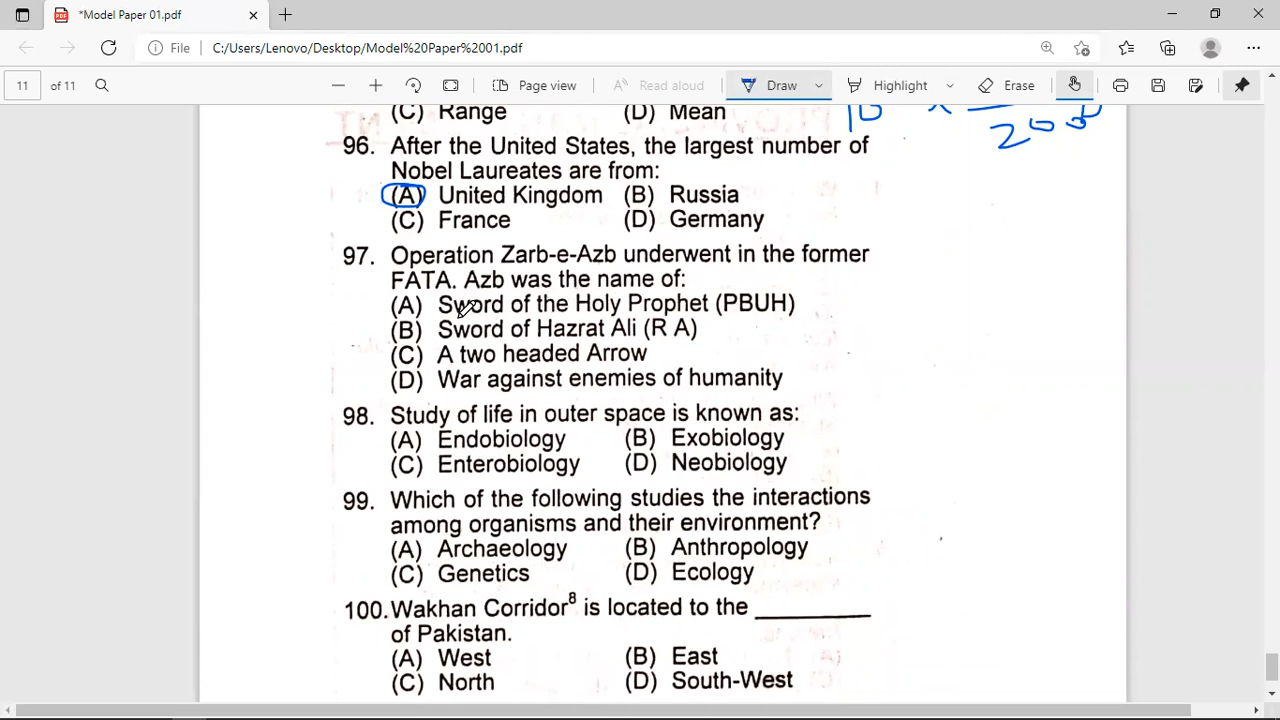 *Model Paper 01.pdf
File C:/Users/Lenovo/Desktop/Model%20Paper%2001.pdf
11 of 11 Page view Read aloud Draw Highlight Erase
(C) Range (D) Mean
10 × 200
96. After the United States, the largest number of
Nobel Laureates are from:
(A) United Kingdom (B) Russia
(C) France (D) Germany
97. Operation Zarb-e-Azb underwent in the former
FATA. Azb was the name of:
(A) Sword of the Holy Prophet (PBUH)
(B) Sword of Hazrat Ali (R A)
(C) A two headed Arrow
(D) War against enemies of humanity
98. Study of life in outer space is known as:
(A) Endobiology (B) Exobiology
(C) Enterobiology (D) Neobiology
99. Which of the following studies the interactions
among organisms and their environment?
(A) Archaeology (B) Anthropology
(C) Genetics (D) Ecology
100. Wakhan Corridor⁸ is located to the __________
of Pakistan.
(A) West (B) East
(C) North (D) South-West